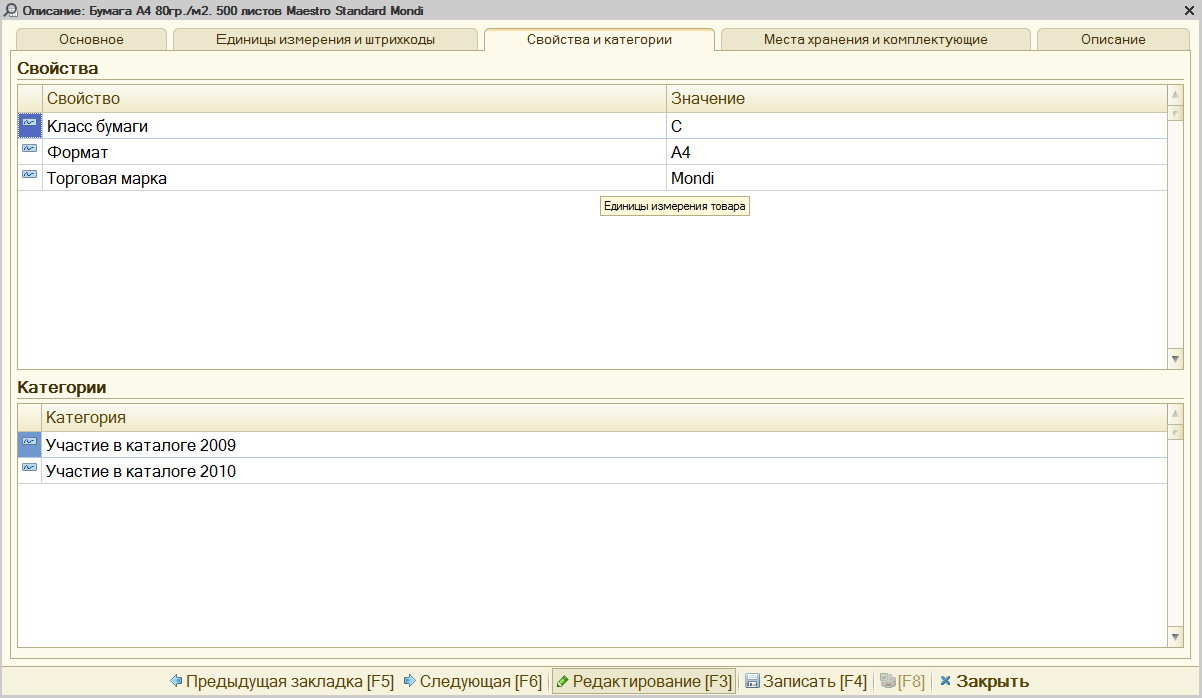 Описание: Бумага А4 80гр./м2. 500 листов Maestro Standard Mondi
Основное Единицы измерения и штрихкоды Свойства и категории Места хранения и комплектующие Описание
Свойства
Свойство Значение
Класс бумаги C
Формат A4
Торговая марка Mondi
Единицы измерения товара
Категории
Категория
Участие в каталоге 2009
Участие в каталоге 2010
Предыдущая закладка [F5] Следующая [F6] Редактирование [F3] Записать [F4] [F8] Закрыть